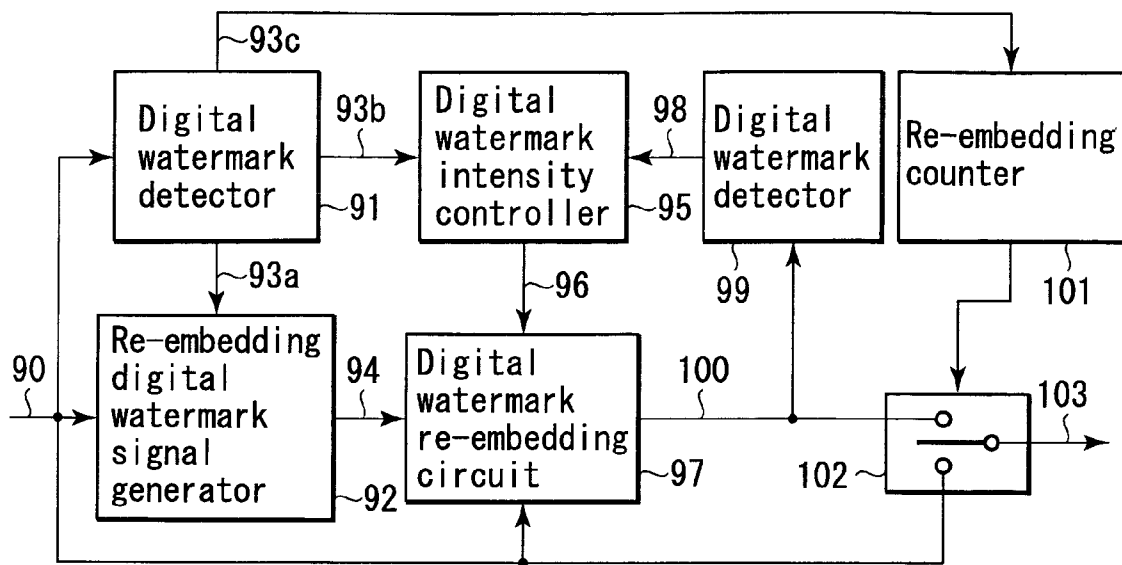 93c
Digital
watermark
detector
91
93b
Digital
watermark
intensity
controller
95
98
Digital
watermark
detector
99
Re-embedding
counter
101
93a
96
90
Re-embedding
digital
watermark
signal
generator
92
94
Digital
watermark
re-embedding
circuit
97
100
102
103